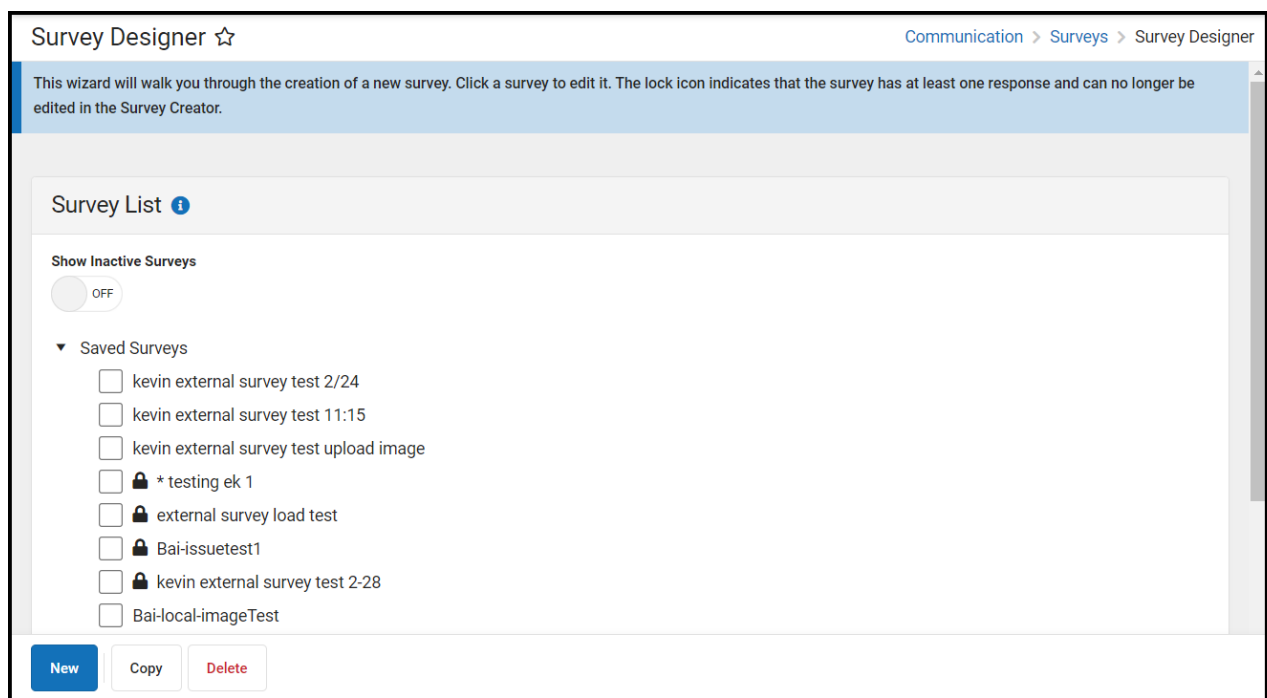 Survey Designer
Communication > Surveys > Survey Designer
This wizard will walk you through the creation of a new survey. Click a survey to edit it. The lock icon indicates that the survey has at least one response and can no longer be
edited in the Survey Creator.
Survey List
Show Inactive Surveys
OFF
Saved Surveys
kevin external survey test 2/24
kevin external survey test 11:15
kevin external survey test upload image
* testing ek 1
external survey load test
Bai-issuetest1
kevin external survey test 2-28
Bai-local-imageTest
New Copy Delete